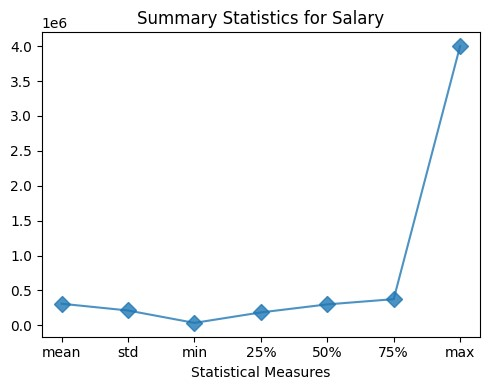 Summary Statistics for Salary
1e6
4.0
3.5
3.0
2.5
2.0
1.5
1.0
0.5
0.0
mean std min 25% 50% 75% max
Statistical Measures